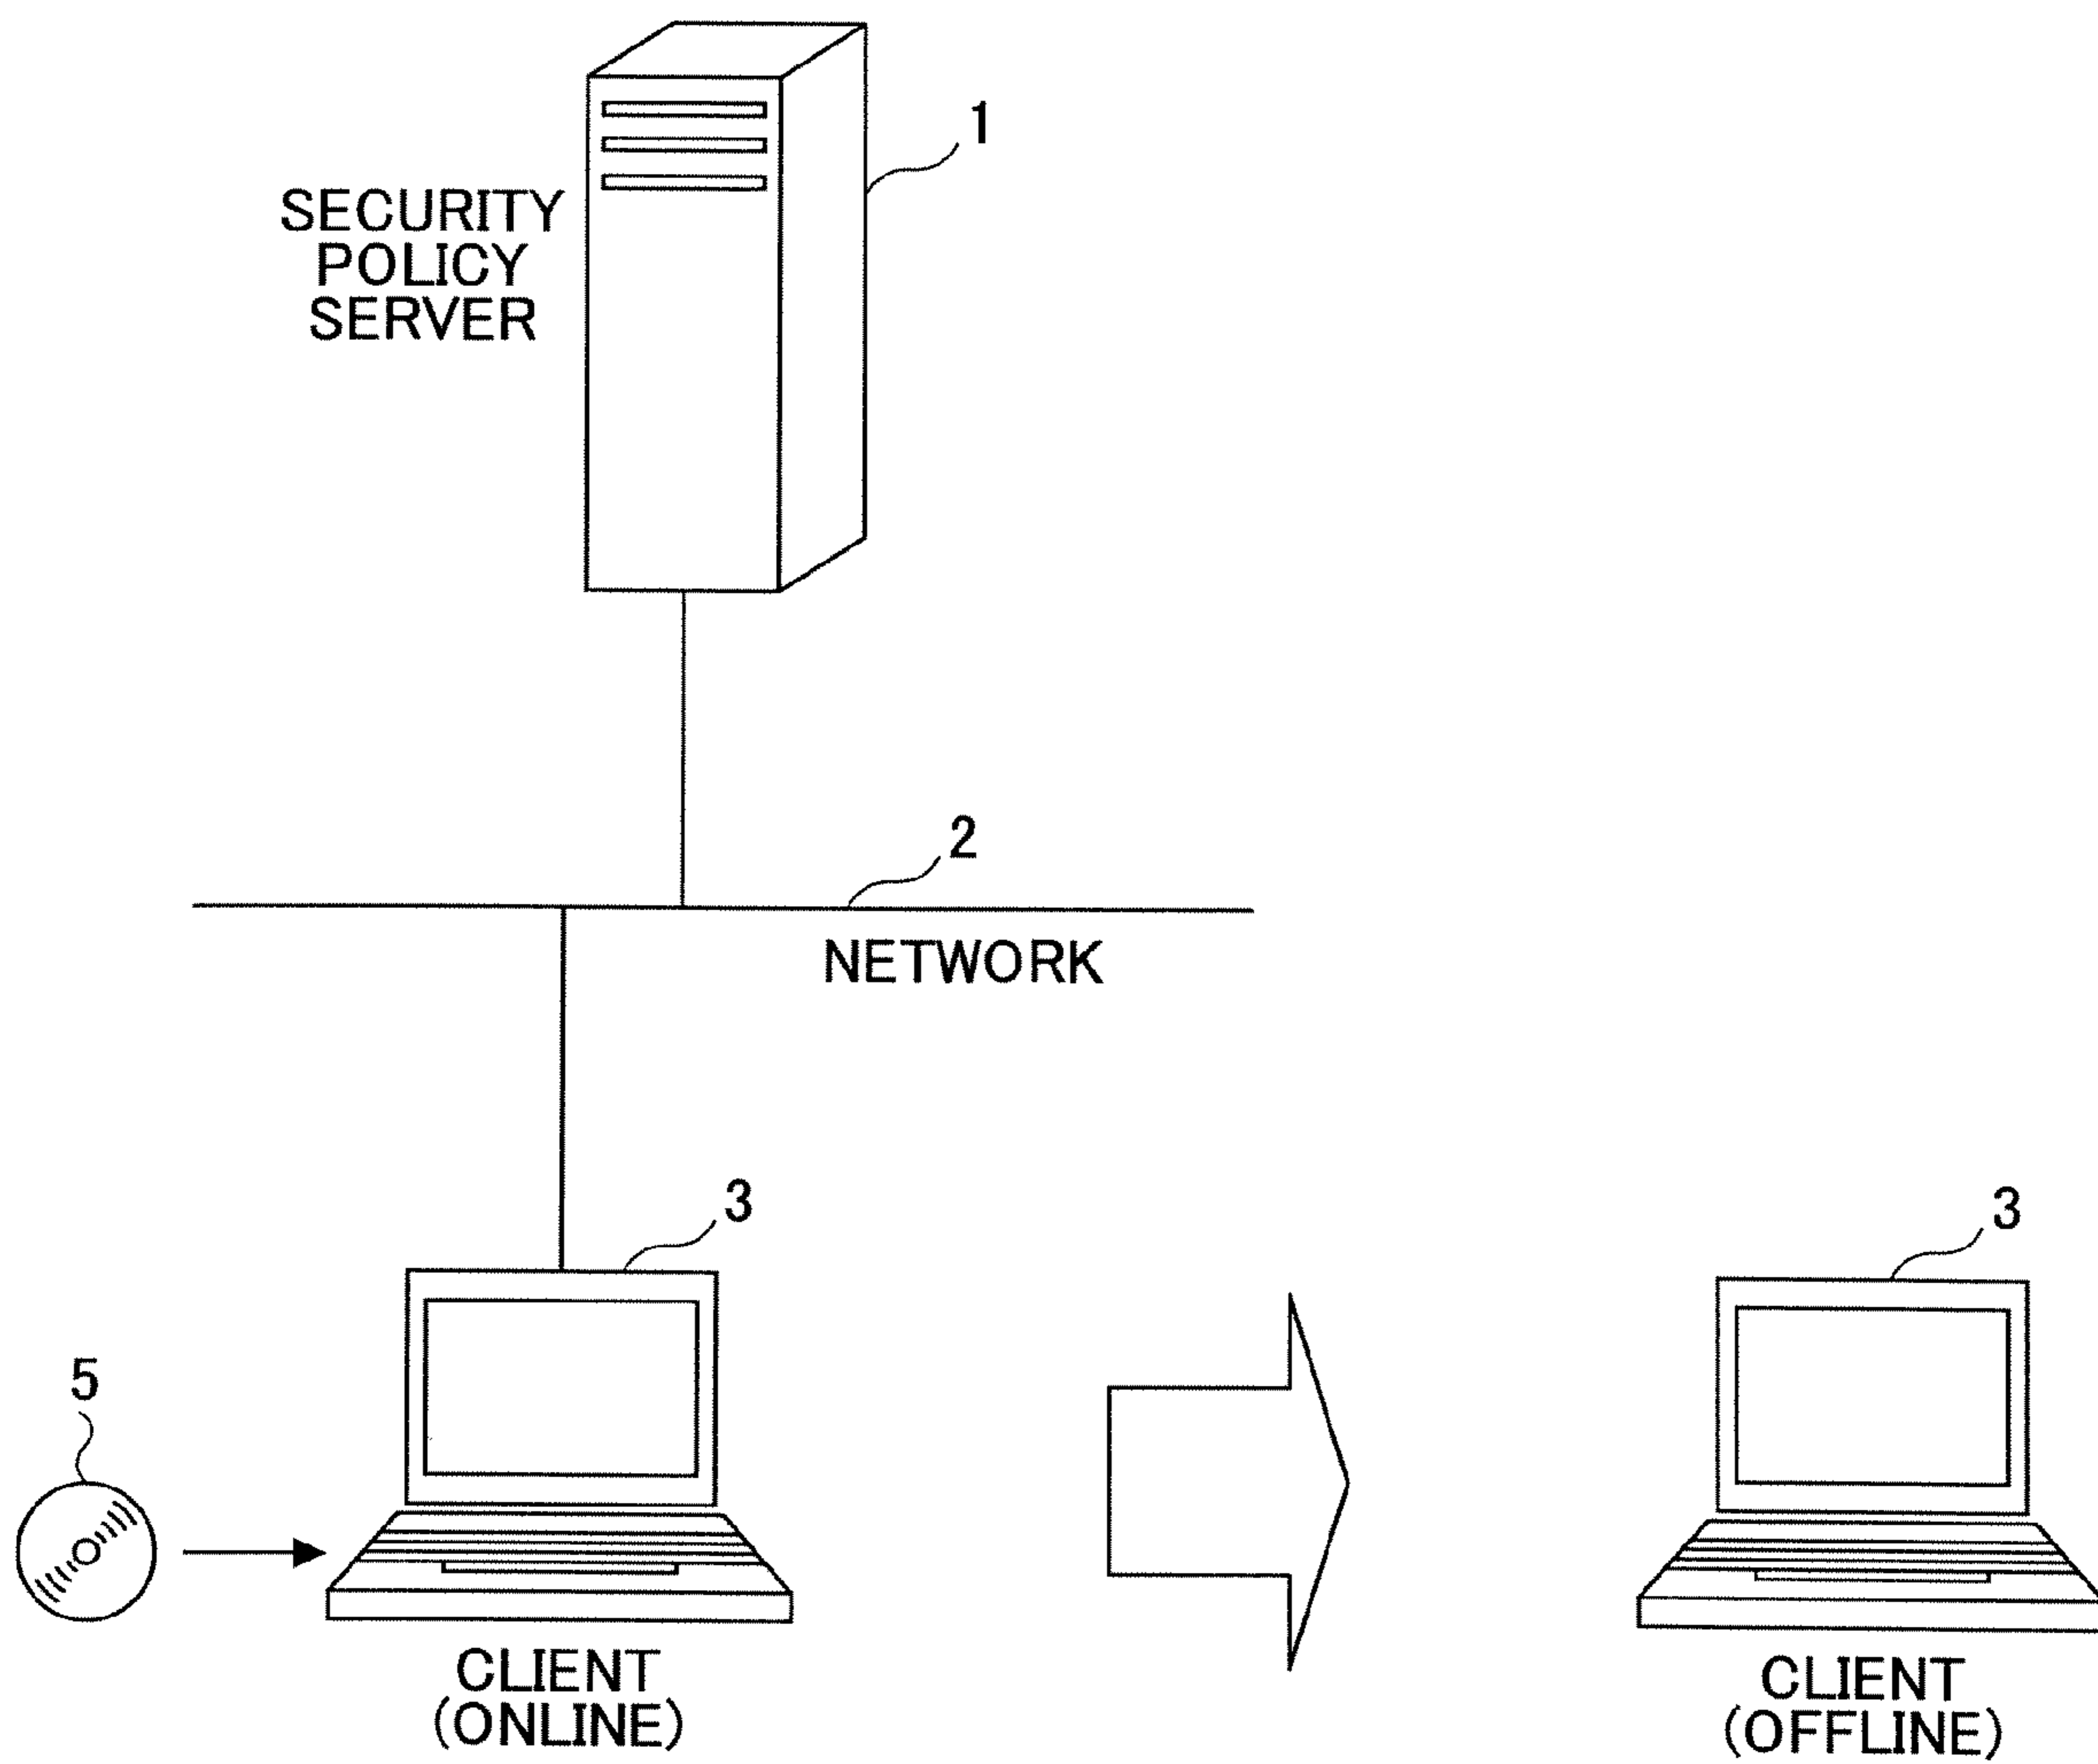 1
SECURITY
POLICY
SERVER
2
NETWORK
3
3
5
CLIENT
(ONLINE)
CLIENT
(OFFLINE)